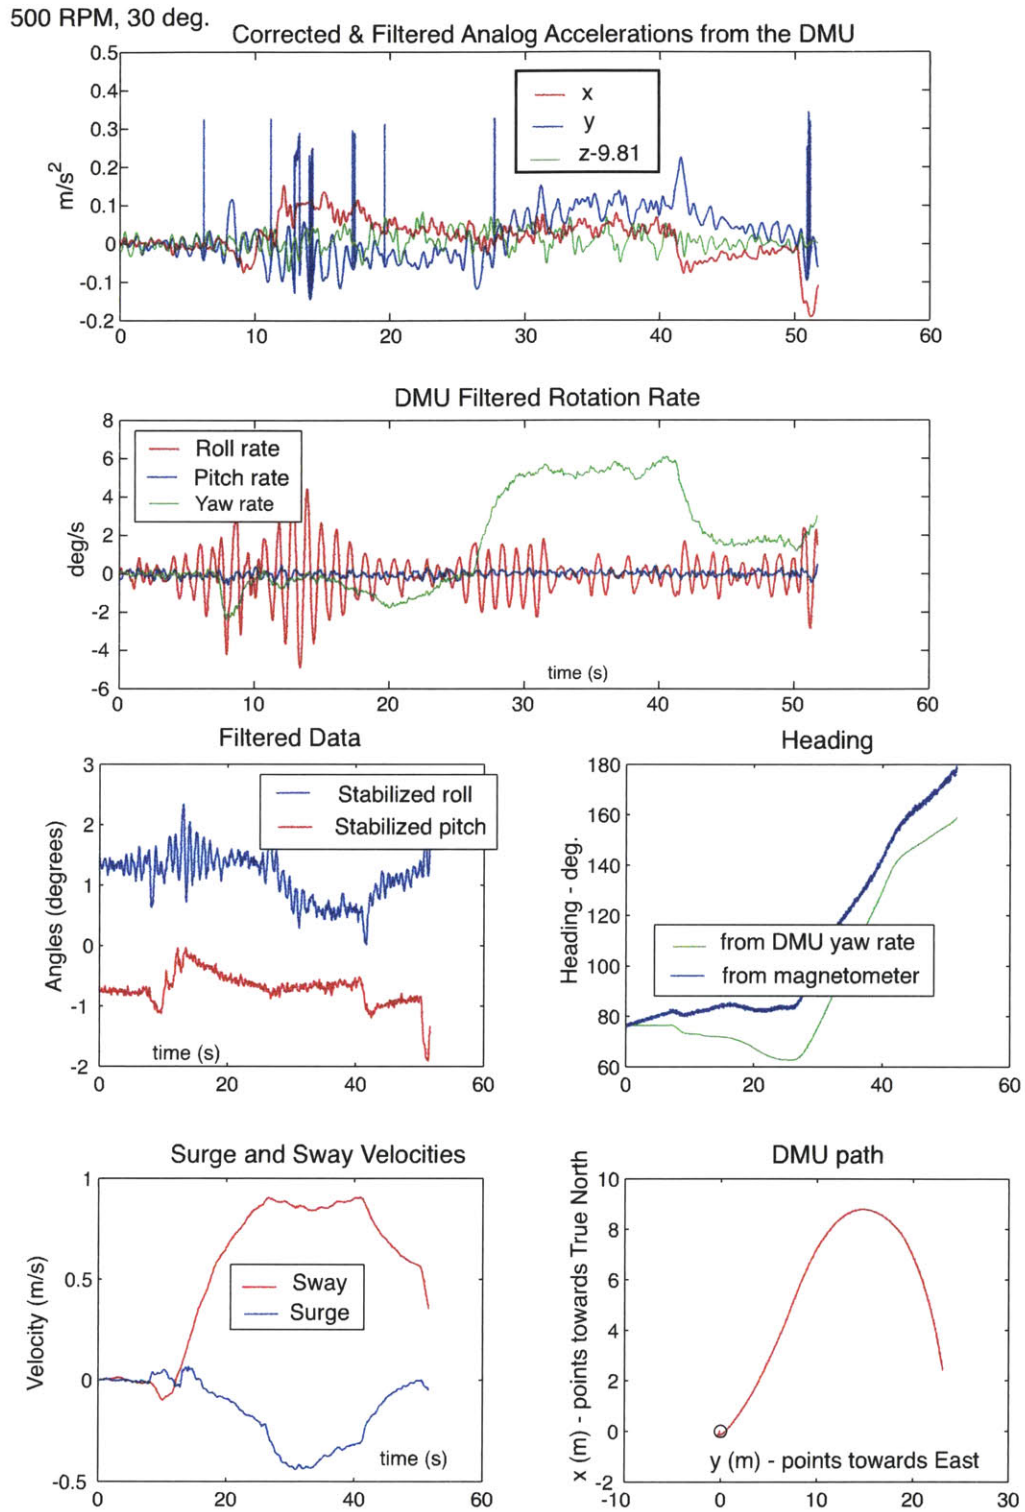 500 RPM, 30 deg.
Corrected & Filtered Analog Accelerations from the DMU
0.5
0.4
0.3
0.2
0.1
0
-0.1
-0.2
m/s²
x
y
z-9.81
0 10 20 30 40 50 60
DMU Filtered Rotation Rate
8
6
4
2
0
-2
-4
-6
deg/s
Roll rate
Pitch rate
Yaw rate
time (s)
0 10 20 30 40 50 60
Filtered Data
3
2
1
0
-1
-2
Angles (degrees)
Stabilized roll
Stabilized pitch
time (s)
0 20 40 60
Heading
180
160
140
120
100
80
60
Heading - deg.
from DMU yaw rate
from magnetometer
0 20 40 60
Surge and Sway Velocities
1
0.5
0
-0.5
Velocity (m/s)
Sway
Surge
time (s)
0 20 40 60
DMU path
10
8
6
4
2
0
-2
x (m) - points towards True North
y (m) - points towards East
-10 0 10 20 30